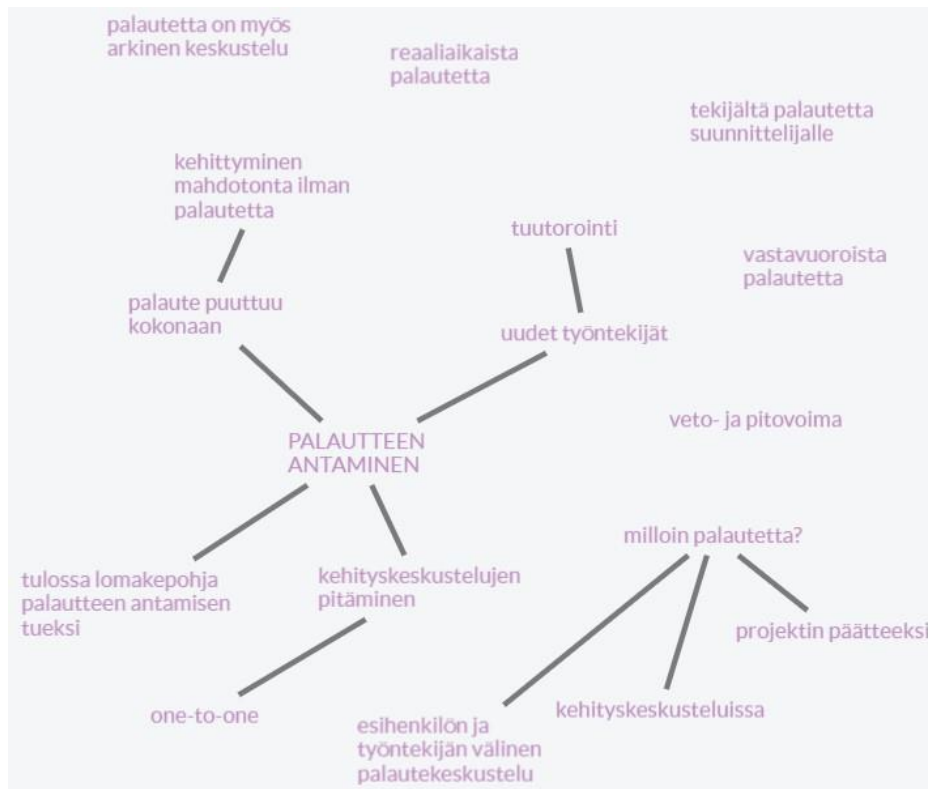 palautetta on myös
arkinen keskustelu
reaaliaikaista
palautetta
tekijältä palautetta
suunnittelijalle
kehittyminen
mahdotonta ilman
palautetta
tuutorointi
vastavuoroista
palautetta
palaute puuttuu
kokonaan
uudet työntekijät
veto- ja pitovoima
PALAUTTEEN
ANTAMINEN
milloin palautetta?
tulossa lomakepohja
palautteen antamisen
tueksi
kehityskeskustelujen
pitäminen
projektin päätteeksi
one-to-one
esihenkilön ja
työntekijän välinen
palautekeskustelu
kehityskeskusteluissa